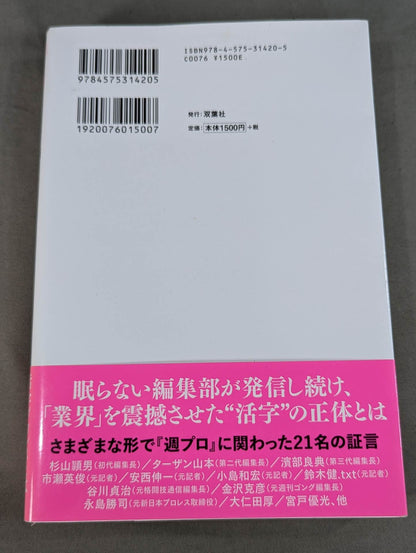 ISBN978-4-575-31420-5
C0076 ¥1500E
9784575314205
発行：双葉社
定価：本体1500円+税
1920076015007
眠らない編集部が発信し続け、
「業界」を震撼させた“活字”の正体とは
さまざまな形で『週プロ』に関わった21名の証言
杉山頴男（初代編集長）／ターザン山本（第二代編集長）／濱部良典（第三代編集長）
市瀬英俊（元記者）／安西伸一（元記者）／小島和宏（元記者）／鈴木健.txt（元記者）
谷川貞治（元格闘技通信編集長）／金沢克彦（元週刊ゴング編集長）
永島勝司（元新日本プロレス取締役）／大仁田厚／宮戸優光、他